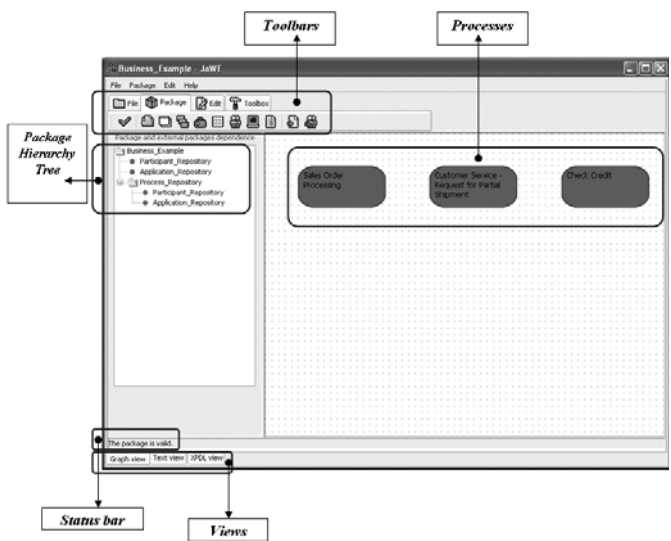 Toolbars
Processes
Business_Example - JaWE
File Package Edit Help
File Package Edit Toolbox
Package
Hierarchy
Tree
Package and external packages dependence
Business_Example
Participant_Repository
Application_Repository
Process_Repository
Participant_Repository
Application_Repository
Sales Order
Processing
Customer Service -
Request for Partial
Shipment
Check Credit
The package is valid.
Graph view Text view XPDL view
Status bar
Views